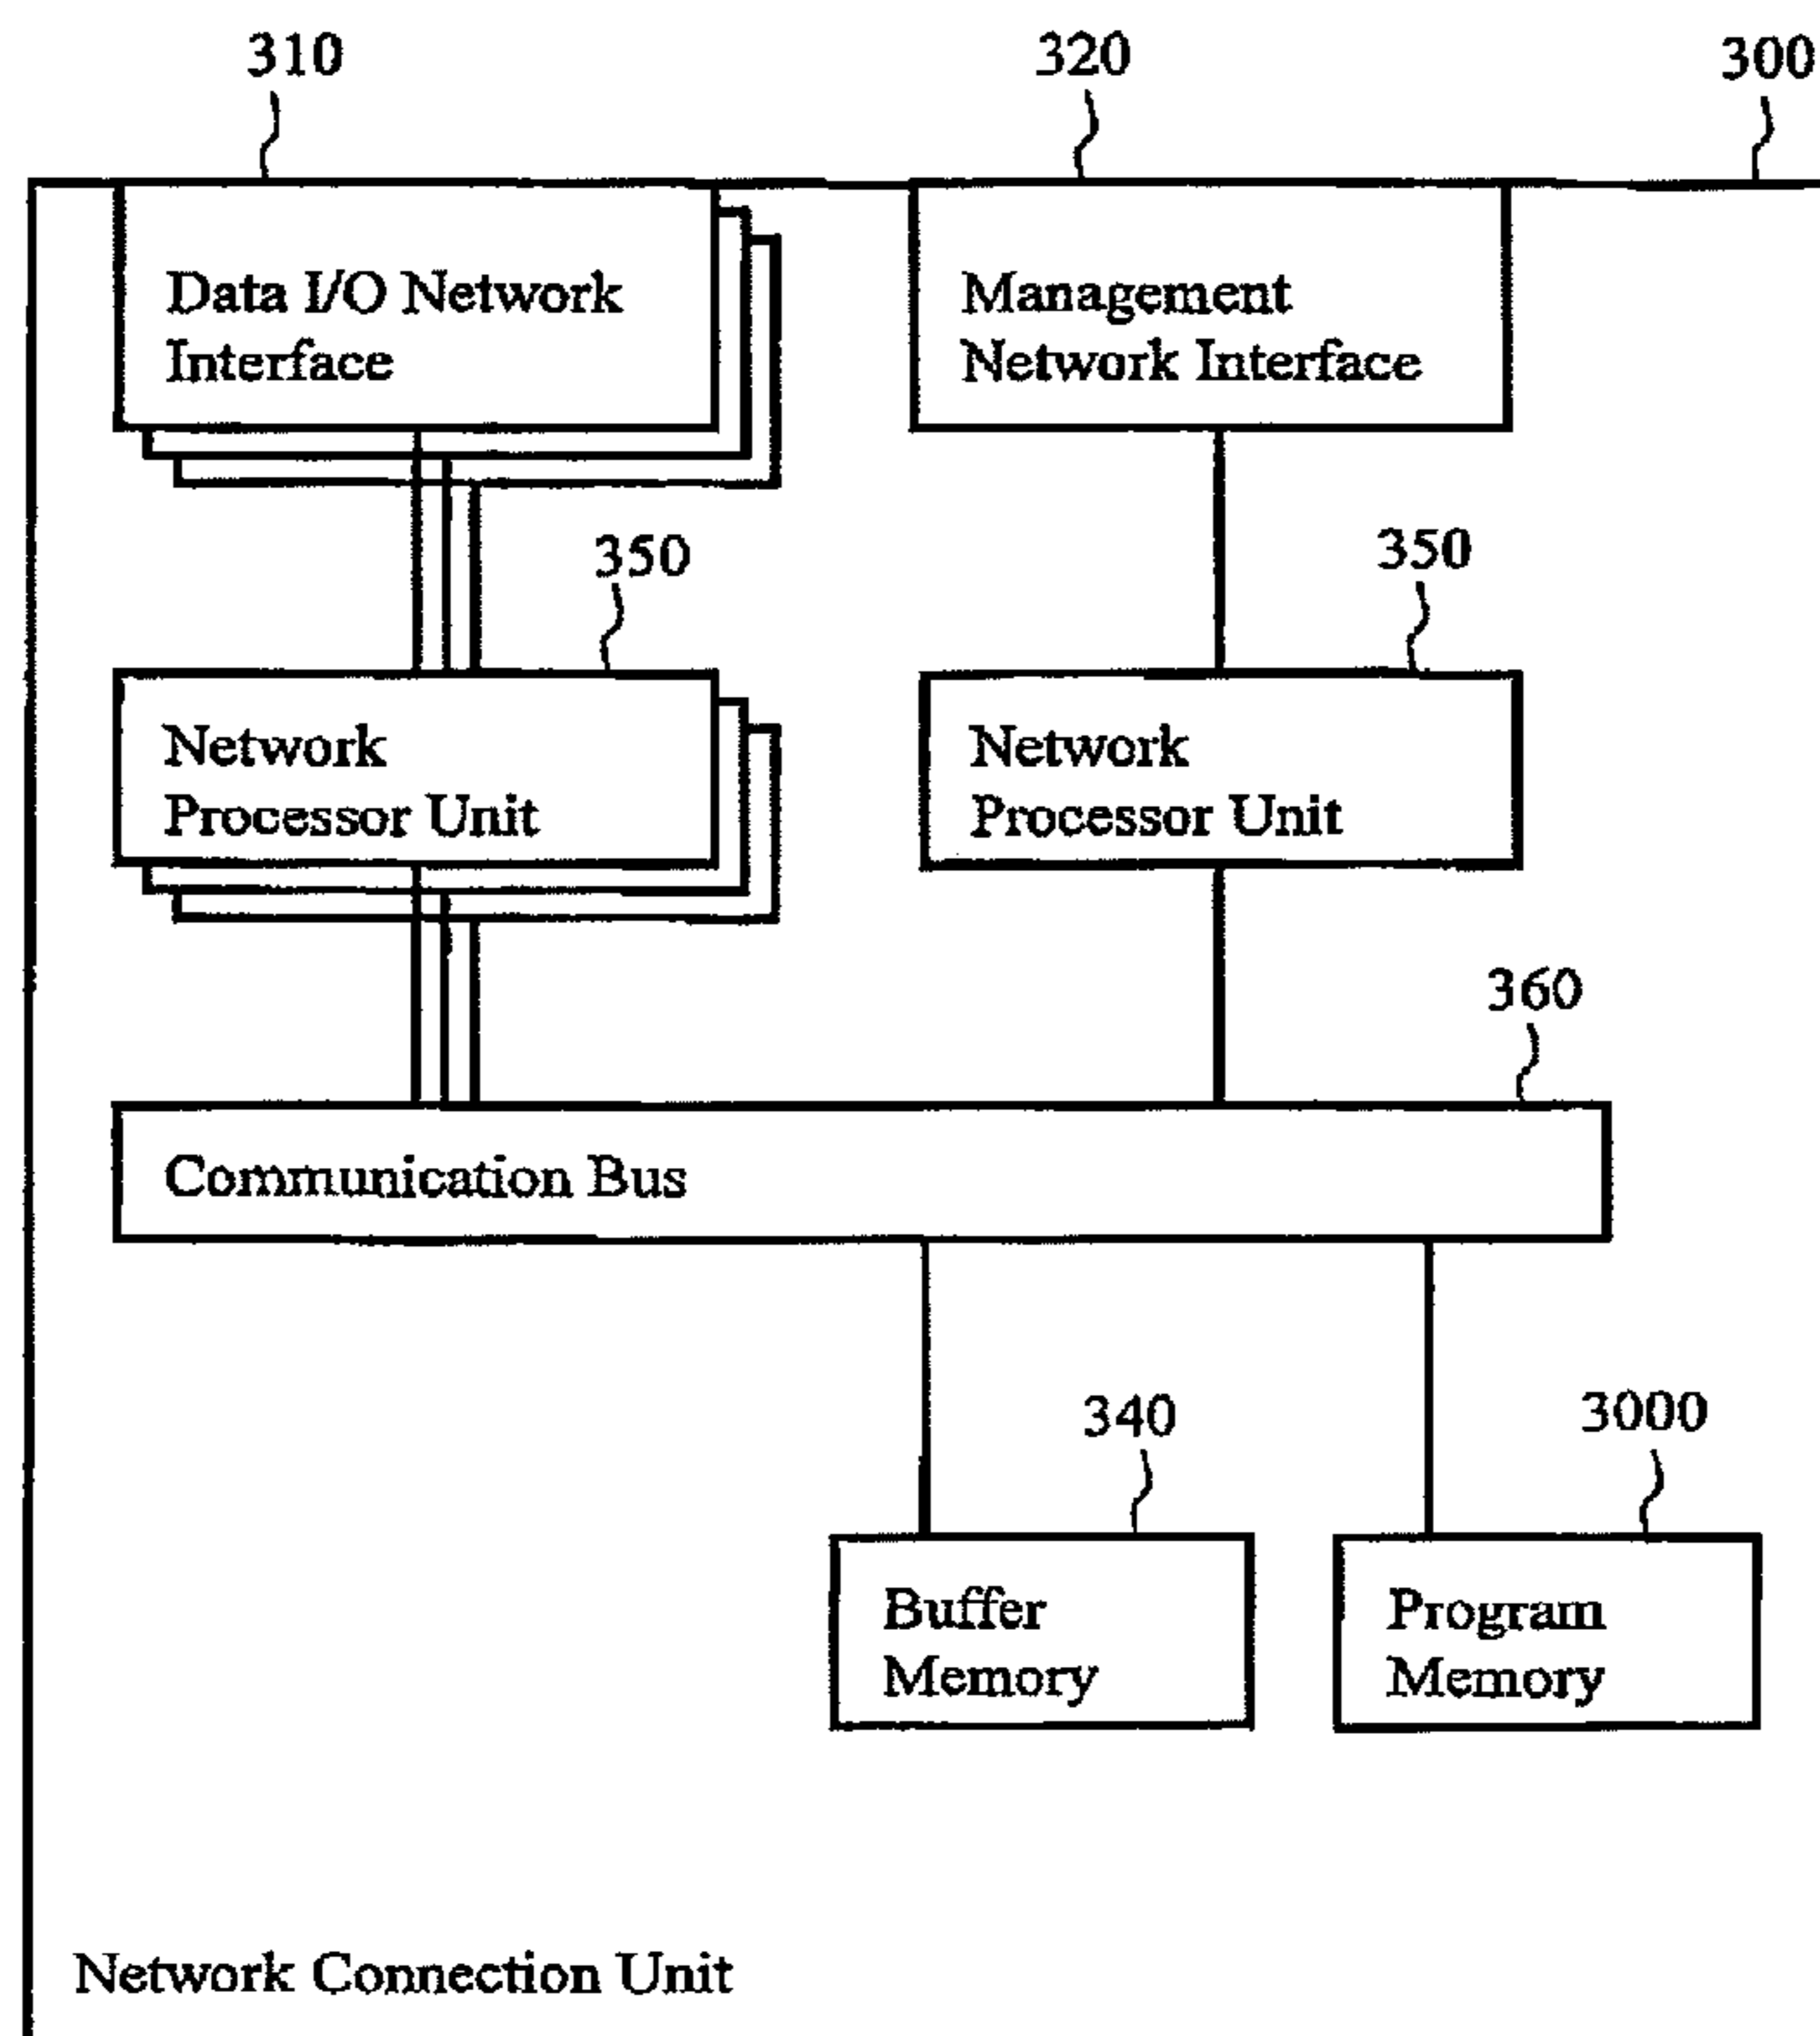 310
320
300
Data I/O Network
Interface
Management
Network Interface
350
350
Network
Processor Unit
Network
Processor Unit
360
Communication Bus
340
3000
Buffer
Memory
Program
Memory
Network Connection Unit